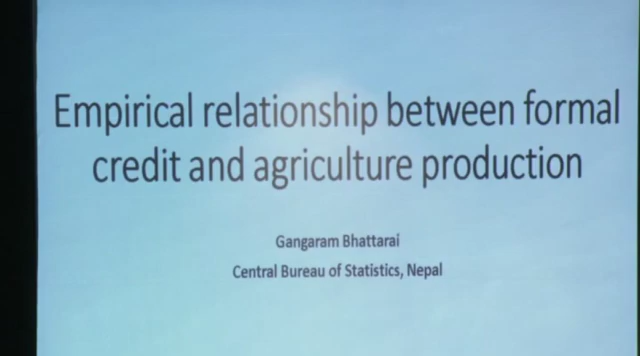 Empirical relationship between formal
credit and agriculture production
Gangaram Bhattarai
Central Bureau of Statistics, Nepal